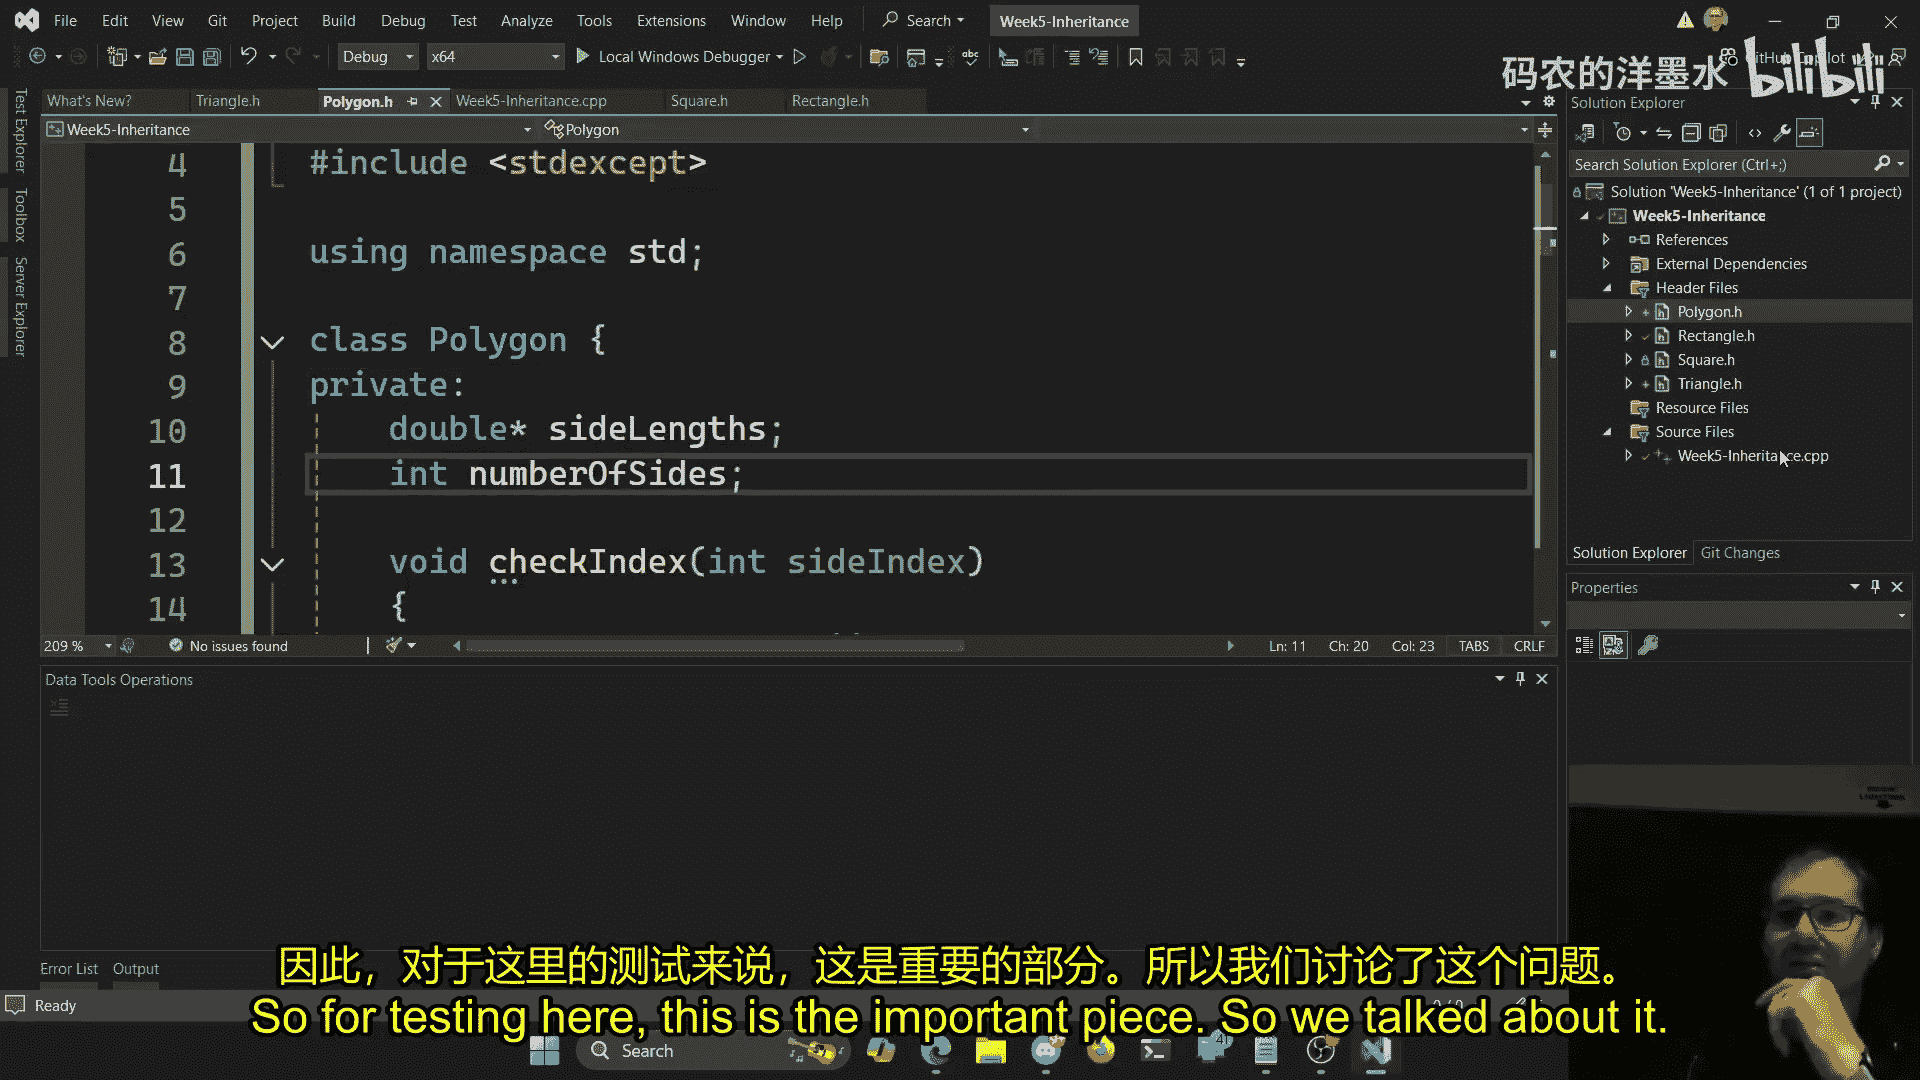 File Edit View Git Project Build Debug Test Analyze Tools Extensions Window Help Search Week5-Inheritance
Debug x64 Local Windows Debugger
码农的洋墨水 bilibili
What's New? Triangle.h Polygon.h Week5-Inheritance.cpp Square.h Rectangle.h
Week5-Inheritance Polygon
Test Explorer
Toolbox
Server Explorer
4 #include <stdexcept>
5
6 using namespace std;
7
8 class Polygon {
9 private:
10 double* sideLengths;
11 int numberOfSides;
12
13 void checkIndex(int sideIndex)
14 {
209 % No issues found Ln: 11 Ch: 20 Col: 23 TABS CRLF
Data Tools Operations
Error List Output
Ready
Solution Explorer
Search Solution Explorer (Ctrl+;)
Solution 'Week5-Inheritance' (1 of 1 project)
Week5-Inheritance
References
External Dependencies
Header Files
Polygon.h
Rectangle.h
Square.h
Triangle.h
Resource Files
Source Files
Week5-Inheritance.cpp
Solution Explorer Git Changes
Properties
因此，对于这里的测试来说，这是重要的部分。所以我们讨论了这个问题。
So for testing here, this is the important piece. So we talked about it.
Search